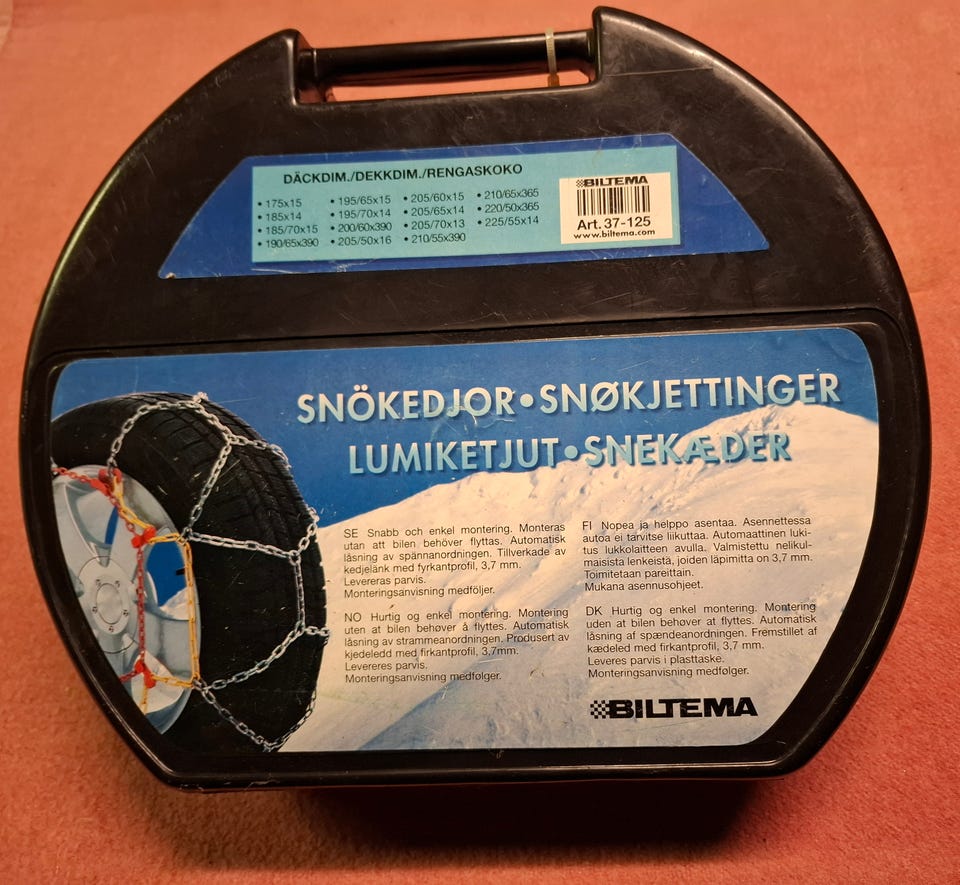 DÄCKDIM./DEKKDIM./RENGASKOKO
• 175x15
• 185x14
• 185/70x15
• 190/65x390
• 195/65x15
• 195/70x14
• 200/60x390
• 205/50x16
• 205/60x15
• 205/65x14
• 205/70x13
• 210/55x390
• 210/65x365
• 220/50x365
• 225/55x14
BILTEMA
Art. 37-125
www.biltema.com
SNÖKEDJOR•SNØKJETTINGER
LUMIKETJUT•SNEKÆDER
SE Snabb och enkel montering. Monteras
utan att bilen behöver flyttas. Automatisk
låsning av spännanordningen. Tillverkade av
kedjelänk med fyrkantprofil, 3,7 mm.
Levereras parvis.
Monteringsanvisning medföljer.
NO Hurtig og enkel montering. Montering
uten at bilen behøver å flyttes. Automatisk
låsning av strammeanordningen. Produsert av
kjedeledd med firkantprofil, 3,7mm.
Levereres parvis.
Monteringsanvisning medfølger.
FI Nopea ja helppo asentaa. Asennettessa
autoa ei tarvitse liikuttaa. Automaattinen luki-
tus lukkolaitteen avulla. Valmistettu nelikul-
maisista lenkeistä, joiden läpimitta on 3,7 mm.
Toimitetaan pareittain.
Mukana asennusohjeet.
DK Hurtig og enkel montering. Montering
uden at bilen behøver at flyttes. Automatisk
låsning af spændeanordningen. Fremstillet af
kædeled med firkantprofil, 3,7 mm.
Leveres parvis i plasttaske.
Monteringsanvisning medfølger.
BILTEMA